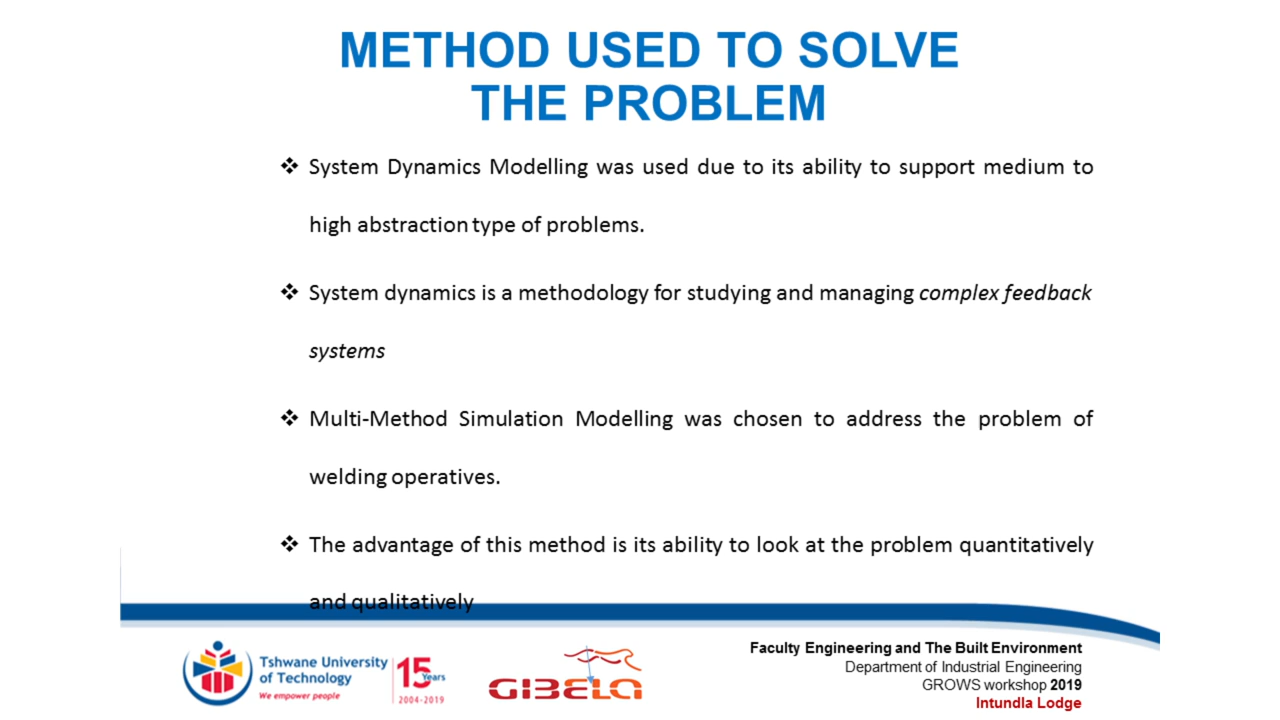 METHOD USED TO SOLVE
THE PROBLEM
❖ System Dynamics Modelling was used due to its ability to support medium to
high abstraction type of problems.
❖ System dynamics is a methodology for studying and managing complex feedback
systems
❖ Multi-Method Simulation Modelling was chosen to address the problem of
welding operatives.
❖ The advantage of this method is its ability to look at the problem quantitatively
and qualitatively
Tshwane University
of Technology
We empower people
15 Years
2004-2019
GIBELA
Faculty Engineering and The Built Environment
Department of Industrial Engineering
GROWS workshop 2019
Intundla Lodge